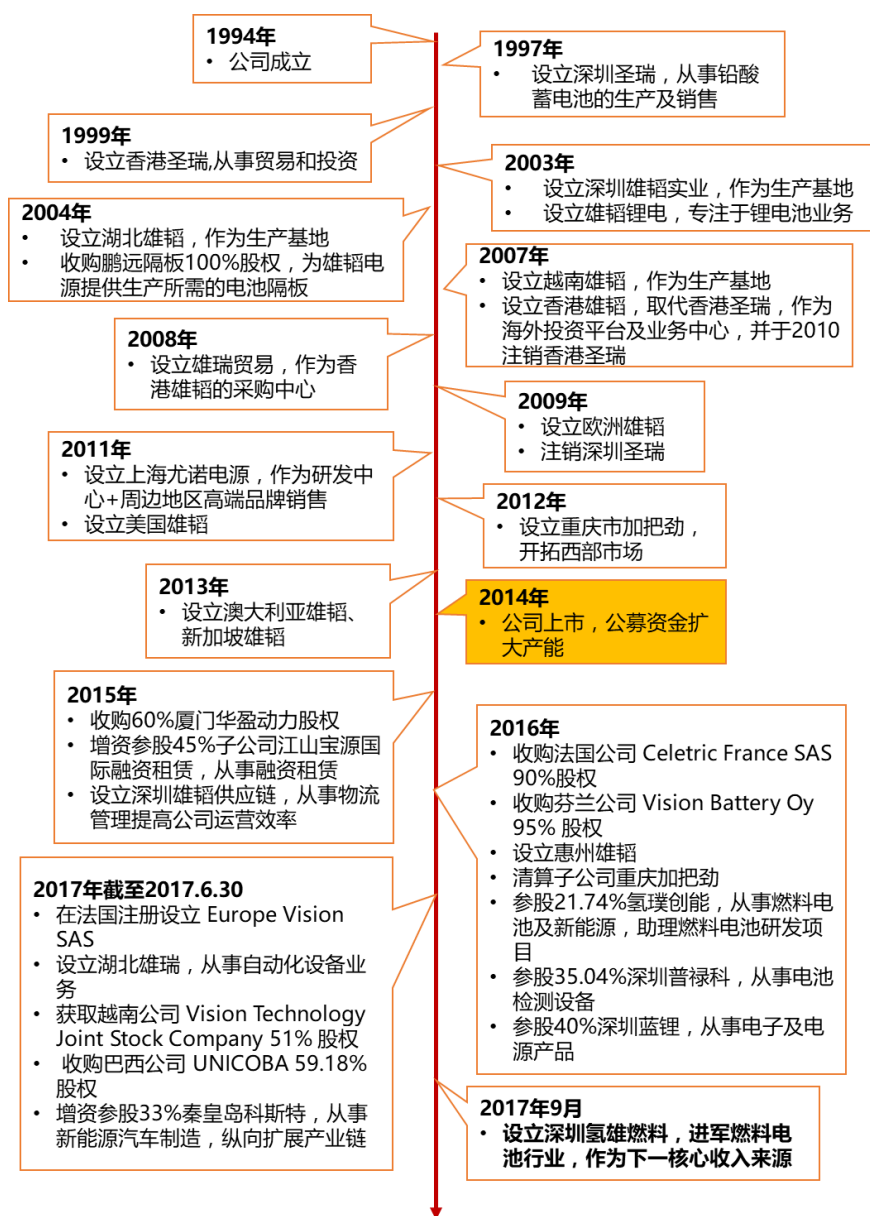 1994年
• 公司成立
1997年
• 设立深圳圣瑞，从事铅酸
蓄电池的生产及销售
1999年
• 设立香港圣瑞,从事贸易和投资
2003年
• 设立深圳雄韬实业，作为生产基地
• 设立雄韬锂电，专注于锂电池业务
2004年
• 设立湖北雄韬，作为生产基地
• 收购鹏远隔板100%股权，为雄韬电
源提供生产所需的电池隔板
2007年
• 设立越南雄韬，作为生产基地
• 设立香港雄韬，取代香港圣瑞，作为
海外投资平台及业务中心，并于2010
注销香港圣瑞
2008年
• 设立雄瑞贸易，作为香
港雄韬的采购中心
2009年
• 设立欧洲雄韬
• 注销深圳圣瑞
2011年
• 设立上海尤诺电源，作为研发中
心+周边地区高端品牌销售
• 设立美国雄韬
2012年
• 设立重庆市加把劲，
开拓西部市场
2013年
• 设立澳大利亚雄韬、
新加坡雄韬
2014年
• 公司上市，公募资金扩
大产能
2015年
• 收购60%厦门华盈动力股权
• 增资参股45%子公司江山宝源国
际融资租赁，从事融资租赁
• 设立深圳雄韬供应链，从事物流
管理提高公司运营效率
2016年
• 收购法国公司 Celetric France SAS
90%股权
• 收购芬兰公司 Vision Battery Oy
95% 股权
• 设立惠州雄韬
• 清算子公司重庆加把劲
• 参股21.74%氢璞创能，从事燃料电
池及新能源，助理燃料电池研发项
目
• 参股35.04%深圳普禄科，从事电池
检测设备
• 参股40%深圳蓝锂，从事电子及电
源产品
2017年截至2017.6.30
• 在法国注册设立 Europe Vision
SAS
• 设立湖北雄瑞，从事自动化设备业
务
• 获取越南公司 Vision Technology
Joint Stock Company 51% 股权
• 收购巴西公司 UNICOBA 59.18%
股权
• 增资参股33%秦皇岛科斯特，从事
新能源汽车制造，纵向扩展产业链
2017年9月
• 设立深圳氢雄燃料，进军燃料电
池行业，作为下一核心收入来源